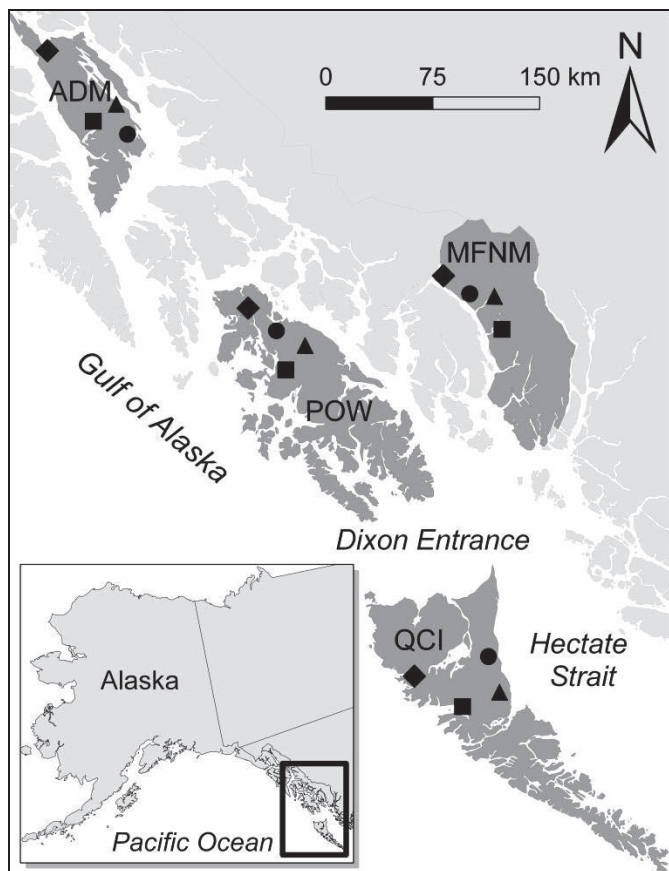 N
0 75 150 km
ADM
MFNM
POW
Gulf of Alaska
Dixon Entrance
QCI
Hectate
Strait
Alaska
Pacific Ocean